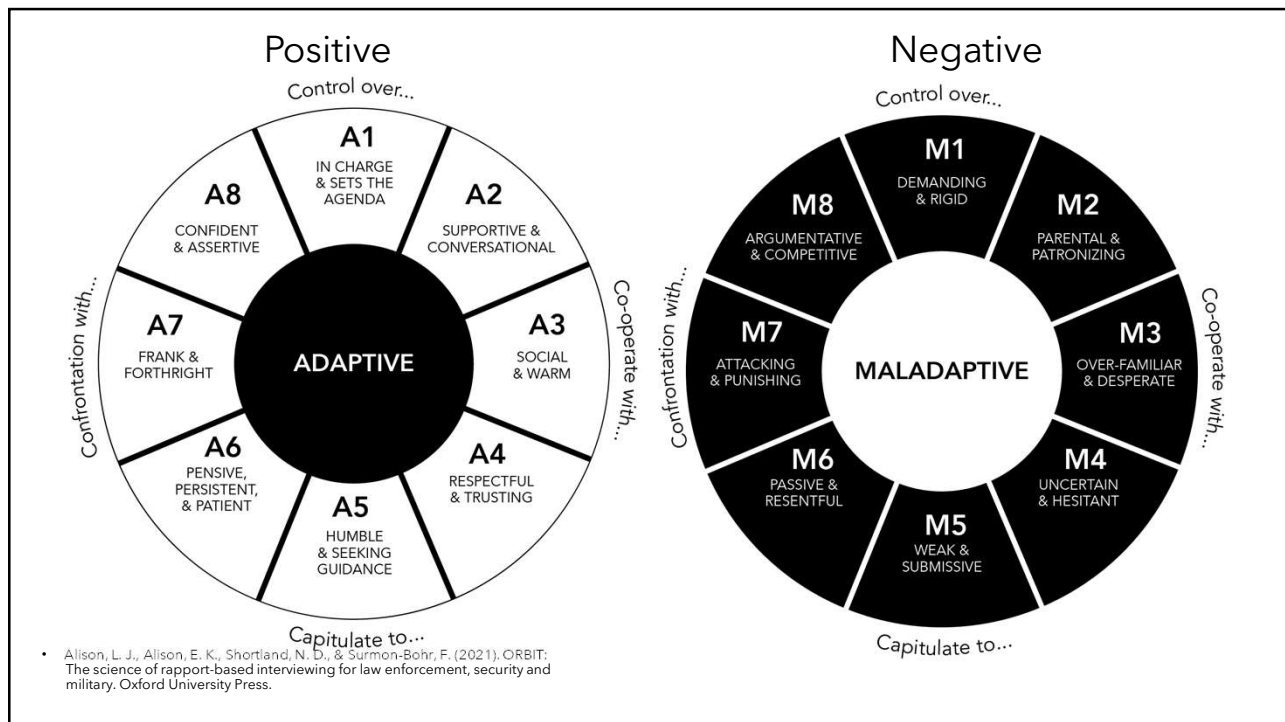 Positive
Control over...
A1
IN CHARGE
& SETS THE
AGENDA
A2
SUPPORTIVE &
CONVERSATIONAL
A3
SOCIAL
& WARM
Co-operate with...
A4
RESPECTFUL
& TRUSTING
A5
HUMBLE
& SEEKING
GUIDANCE
Capitulate to...
A6
PENSIVE,
PERSISTENT,
& PATIENT
A7
FRANK &
FORTHRIGHT
Confrontation with...
A8
CONFIDENT
& ASSERTIVE
ADAPTIVE
Negative
Control over...
M1
DEMANDING
& RIGID
M2
PARENTAL &
PATRONIZING
M3
OVER-FAMILIAR
& DESPERATE
Co-operate with...
M4
UNCERTAIN
& HESITANT
M5
WEAK &
SUBMISSIVE
Capitulate to...
M6
PASSIVE &
RESENTFUL
M7
ATTACKING
& PUNISHING
Confrontation with...
M8
ARGUMENTATIVE
& COMPETITIVE
MALADAPTIVE
• Alison, L. J., Alison, E. K., Shortland, N. D., & Surmon-Bohr, F. (2021). ORBIT:
The science of rapport-based interviewing for law enforcement, security and
military. Oxford University Press.